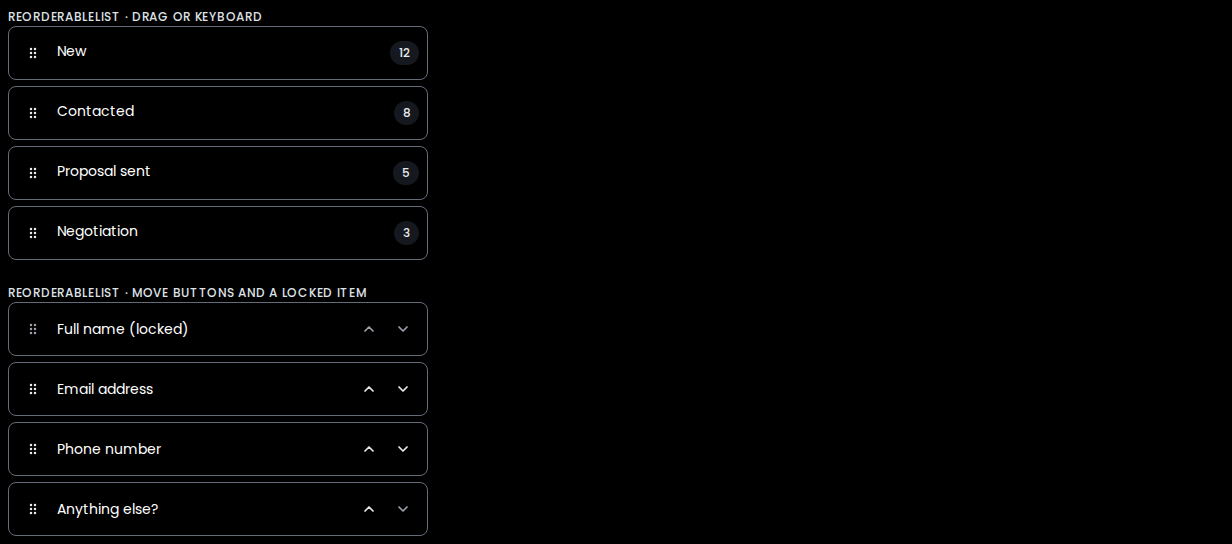 REORDERABLELIST · DRAG OR KEYBOARD
New 12
Contacted 8
Proposal sent 5
Negotiation 3
REORDERABLELIST · MOVE BUTTONS AND A LOCKED ITEM
Full name (locked)
Email address
Phone number
Anything else?